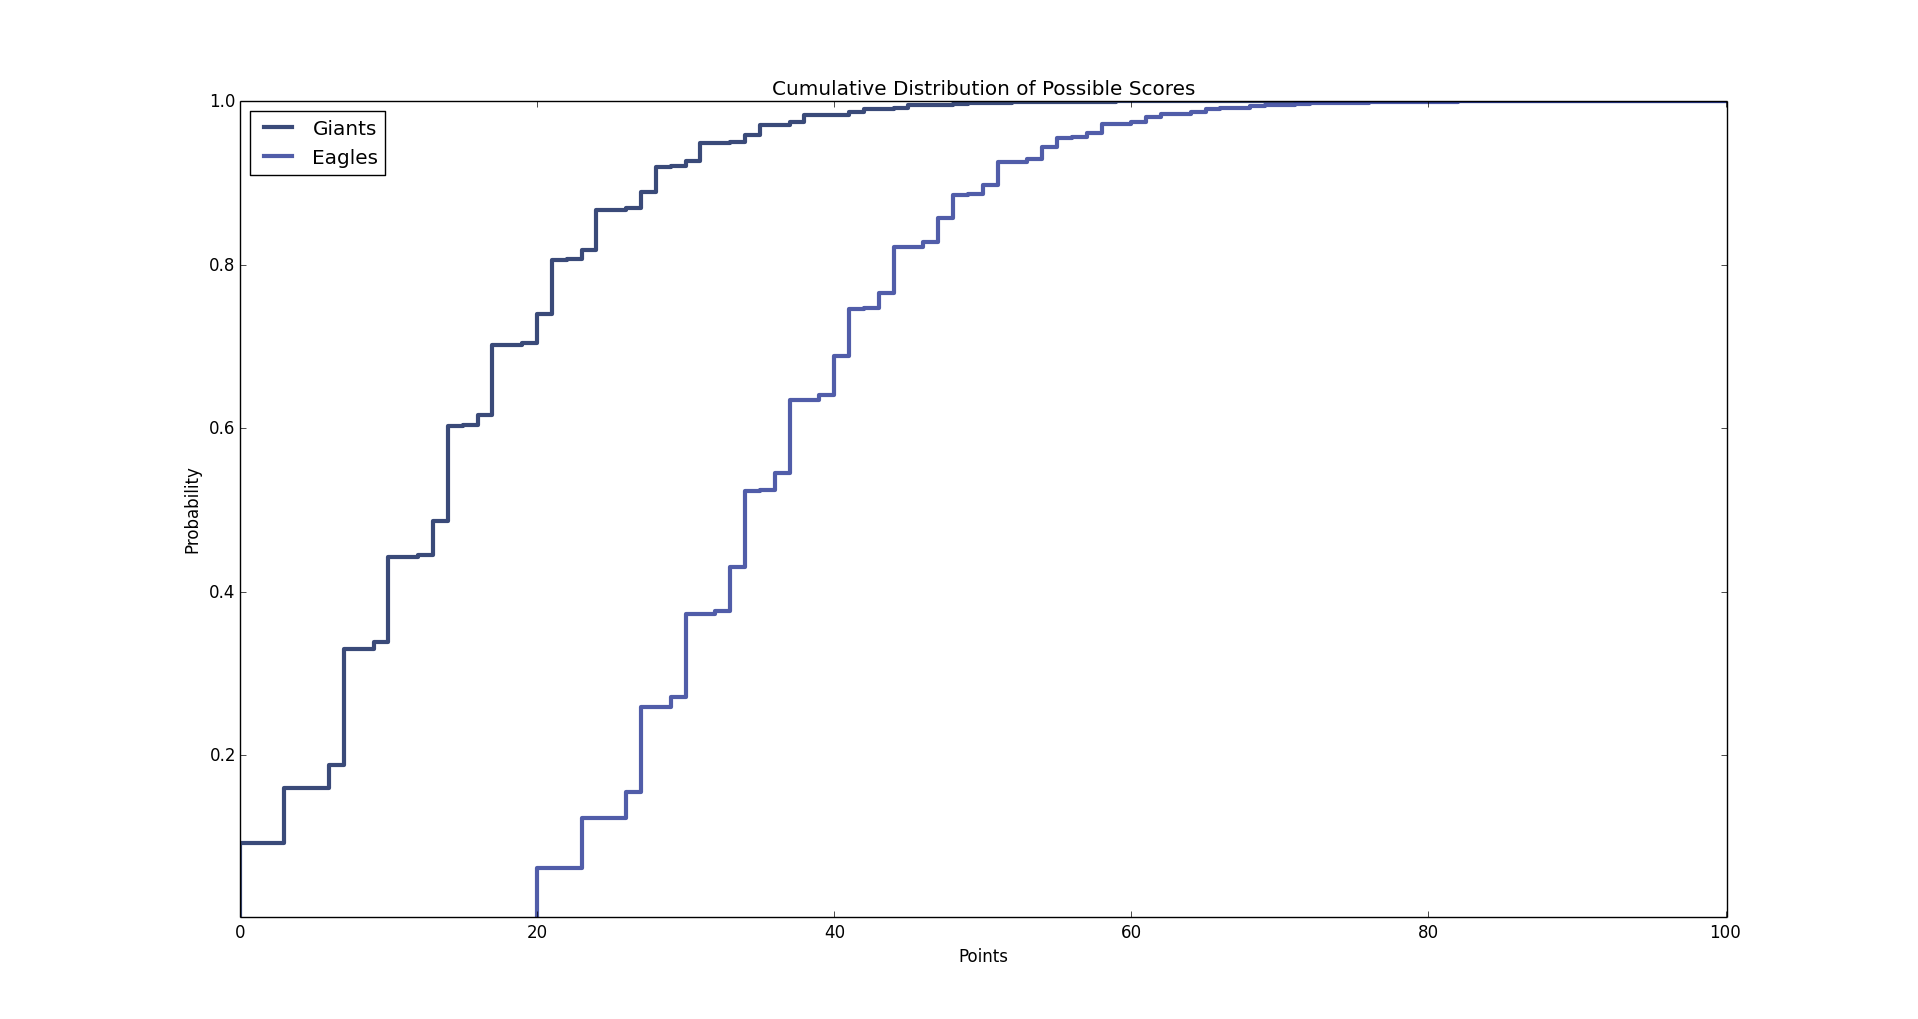 Cumulative Distribution of Possible Scores
1.0
Giants
Eagles
0.8
0.6
Probability
0.4
0.2
0 20 40 60 80 100
Points